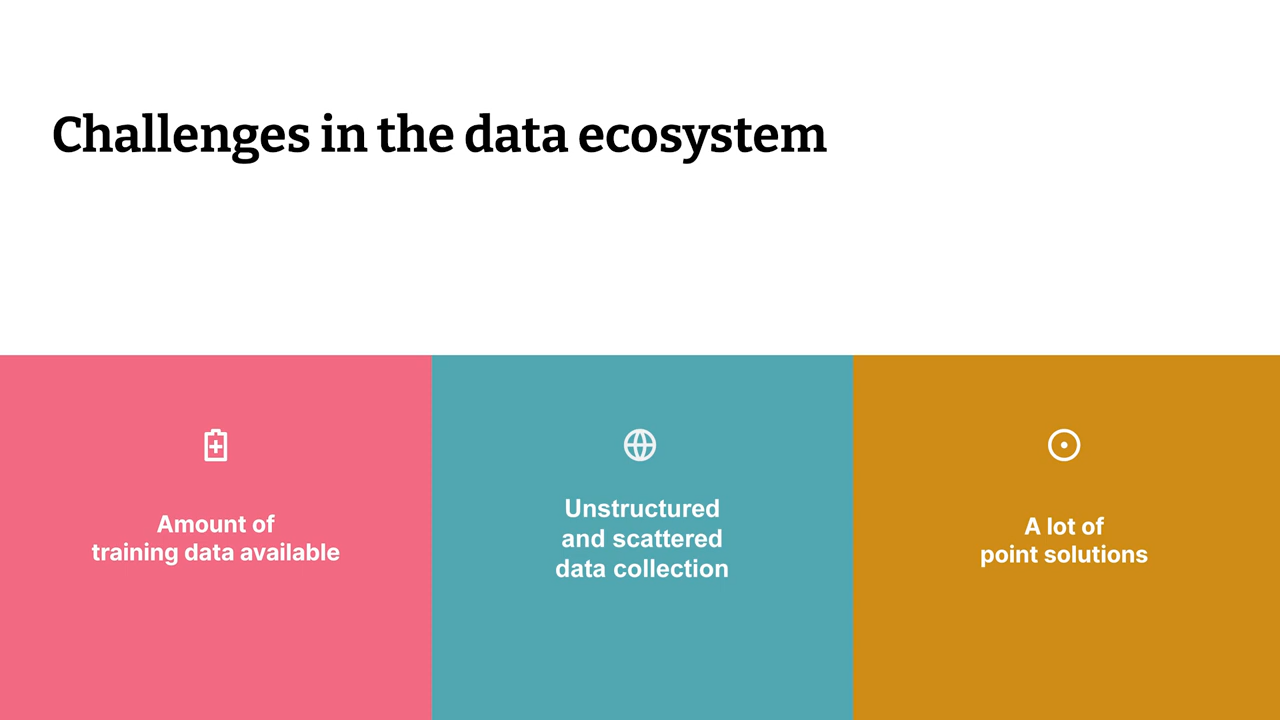 Challenges in the data ecosystem
Amount of
training data available
Unstructured
and scattered
data collection
A lot of
point solutions